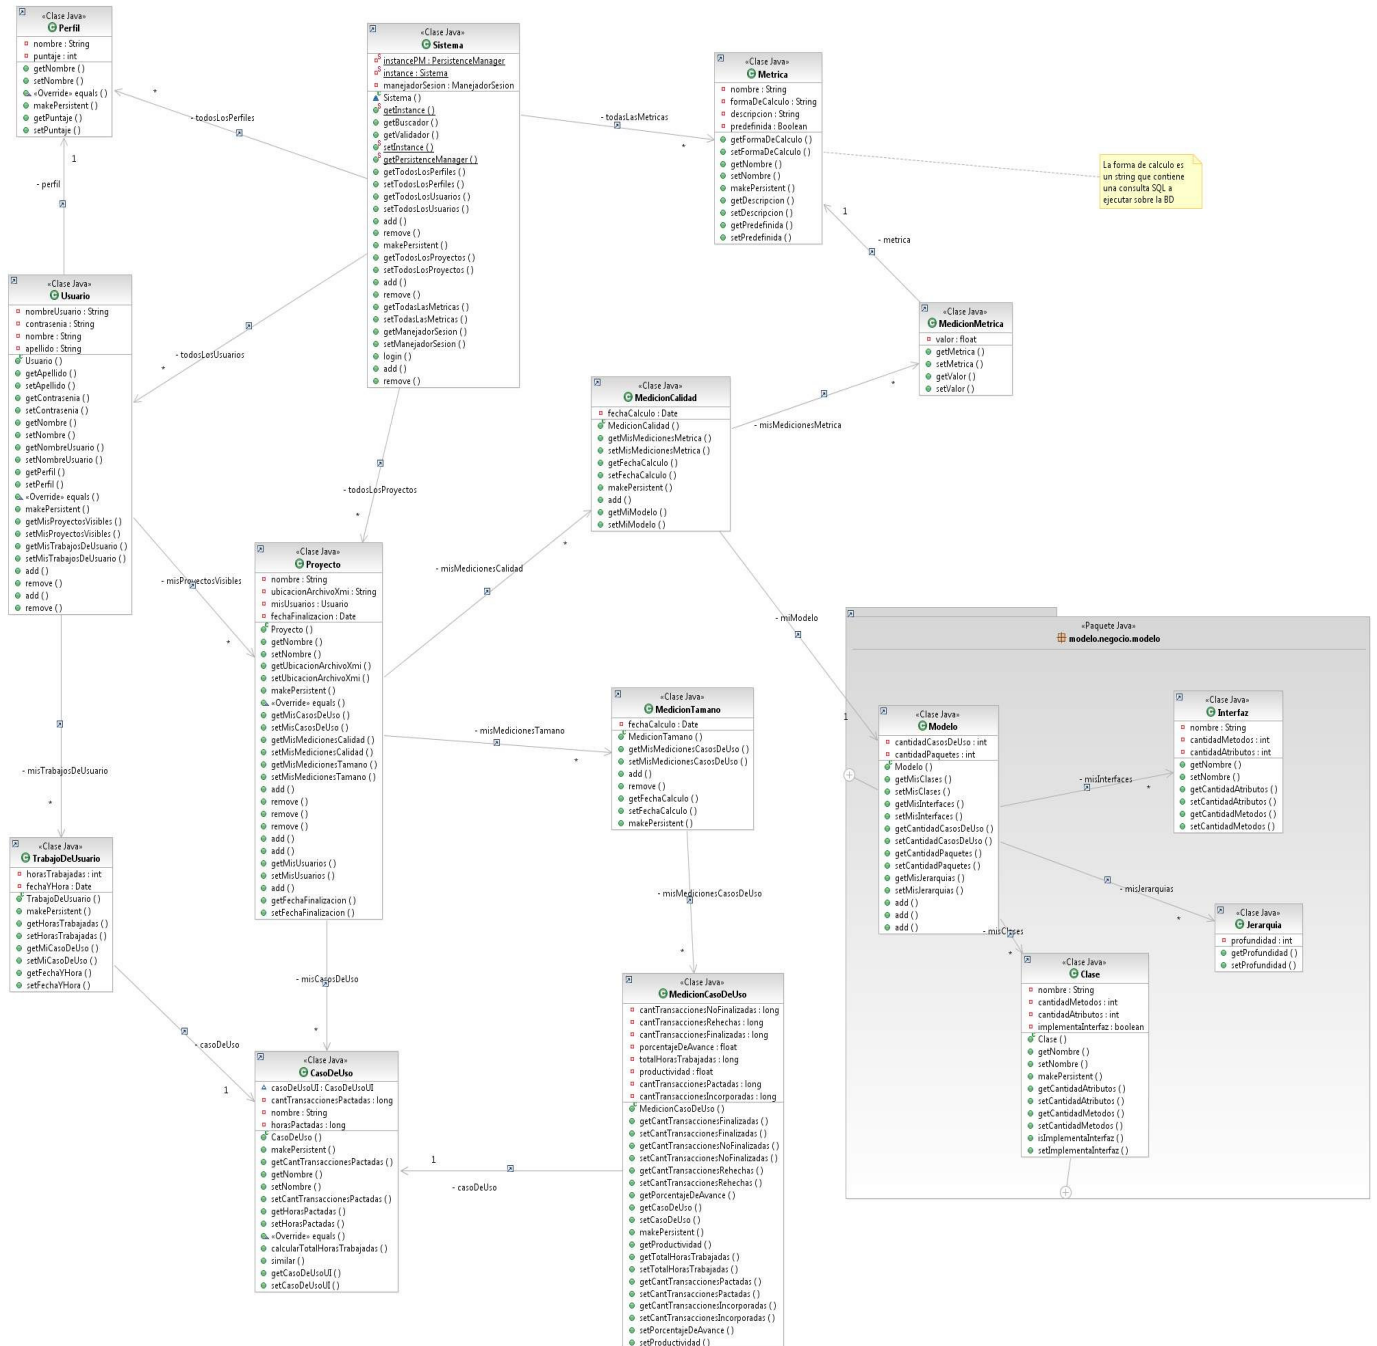 «Clase Java»
Perfil
nombre : String
puntaje : int
getNombre ( )
setNombre ( )
«Override» equals ( )
makePersistent ( )
getPuntaje ( )
setPuntaje ( )
«Clase Java»
Sistema
instancePM : PersistenceManager
instance : Sistema
manejadorSesion : ManejadorSesion
Sistema ( )
getInstance ( )
getBuscador ( )
getValidador ( )
setInstance ( )
getPersistenceManager ( )
getTodosLosPerfiles ( )
setTodosLosPerfiles ( )
getTodosLosUsuarios ( )
setTodosLosUsuarios ( )
add ( )
remove ( )
makePersistent ( )
getTodosLosProyectos ( )
setTodosLosProyectos ( )
add ( )
remove ( )
getTodasLasMetricas ( )
setTodasLasMetricas ( )
getManejadorSesion ( )
setManejadorSesion ( )
login ( )
add ( )
remove ( )
«Clase Java»
Metrica
nombre : String
formaDeCalculo : String
descripcion : String
predefinida : Boolean
getFormaDeCalculo ( )
setFormaDeCalculo ( )
getNombre ( )
setNombre ( )
makePersistent ( )
getDescripcion ( )
setDescripcion ( )
getPredefinida ( )
setPredefinida ( )
La forma de calculo es
un string que contiene
una consulta SQL a
ejecutar sobre la BD
*
- todosLosPerfiles
- todasLasMetricas
*
1
- perfil
1
- metrica
«Clase Java»
Usuario
nombreUsuario : String
contrasenia : String
nombre : String
apellido : String
Usuario ( )
getApellido ( )
setApellido ( )
getContrasenia ( )
setContrasenia ( )
getNombre ( )
setNombre ( )
getNombreUsuario ( )
setNombreUsuario ( )
getPerfil ( )
setPerfil ( )
«Override» equals ( )
makePersistent ( )
getMisProyectosVisibles ( )
setMisProyectosVisibles ( )
getMisTrabajosDeUsuario ( )
setMisTrabajosDeUsuario ( )
add ( )
remove ( )
add ( )
remove ( )
- todosLosUsuarios
*
«Clase Java»
MedicionMetrica
valor : float
getMetrica ( )
setMetrica ( )
getValor ( )
setValor ( )
«Clase Java»
MedicionCalidad
fechaCalculo : Date
MedicionCalidad ( )
getMisMedicionesMetrica ( )
setMisMedicionesMetrica ( )
getFechaCalculo ( )
setFechaCalculo ( )
makePersistent ( )
add ( )
getMiModelo ( )
setMiModelo ( )
*
- misMedicionesMetrica
- todosLosProyectos
*
«Clase Java»
Proyecto
nombre : String
ubicacionArchivoXmi : String
misUsuarios : Usuario
fechaFinalizacion : Date
Proyecto ( )
getNombre ( )
setNombre ( )
getUbicacionArchivoXmi ( )
setUbicacionArchivoXmi ( )
makePersistent ( )
«Override» equals ( )
getMisCasosDeUso ( )
setMisCasosDeUso ( )
getMisMedicionesCalidad ( )
setMisMedicionesCalidad ( )
getMisMedicionesTamano ( )
setMisMedicionesTamano ( )
add ( )
remove ( )
remove ( )
remove ( )
add ( )
add ( )
getMisUsuarios ( )
setMisUsuarios ( )
add ( )
getFechaFinalizacion ( )
setFechaFinalizacion ( )
- misProyectosVisibles
*
*
- misMedicionesCalidad
- miModelo
1
- misMedicionesTamano
*
«Clase Java»
MedicionTamano
fechaCalculo : Date
MedicionTamano ( )
getMisMedicionesCasosDeUso ( )
setMisMedicionesCasosDeUso ( )
add ( )
remove ( )
getFechaCalculo ( )
setFechaCalculo ( )
makePersistent ( )
«Paquete Java»
modelo.negocio.modelo
«Clase Java»
Modelo
cantidadCasosDeUso : int
cantidadPaquetes : int
Modelo ( )
getMisClases ( )
setMisClases ( )
getMisInterfaces ( )
setMisInterfaces ( )
getCantidadCasosDeUso ( )
setCantidadCasosDeUso ( )
getCantidadPaquetes ( )
setCantidadPaquetes ( )
getMisJerarquias ( )
setMisJerarquias ( )
add ( )
add ( )
add ( )
«Clase Java»
Interfaz
nombre : String
cantidadMetodos : int
cantidadAtributos : int
getNombre ( )
setNombre ( )
getCantidadAtributos ( )
setCantidadAtributos ( )
getCantidadMetodos ( )
setCantidadMetodos ( )
- misInterfaces
*
- misJerarquias
*
«Clase Java»
Jerarquia
profundidad : int
getProfundidad ( )
setProfundidad ( )
- misClases
*
«Clase Java»
Clase
nombre : String
cantidadMetodos : int
cantidadAtributos : int
implementaInterfaz : boolean
Clase ( )
getNombre ( )
setNombre ( )
makePersistent ( )
getCantidadAtributos ( )
setCantidadAtributos ( )
getCantidadMetodos ( )
setCantidadMetodos ( )
isImplementaInterfaz ( )
setImplementaInterfaz ( )
- misTrabajosDeUsuario
*
«Clase Java»
TrabajoDeUsuario
horasTrabajadas : int
fechaYHora : Date
TrabajoDeUsuario ( )
makePersistent ( )
getHorasTrabajadas ( )
setHorasTrabajadas ( )
getMiCasoDeUso ( )
setMiCasoDeUso ( )
getFechaYHora ( )
setFechaYHora ( )
- casoDeUso
1
- misCasosDeUso
*
- misMedicionesCasosDeUso
*
«Clase Java»
CasoDeUso
casoDeUsoUI : CasoDeUsoUI
cantTransaccionesPactadas : long
nombre : String
horasPactadas : long
CasoDeUso ( )
makePersistent ( )
getCantTransaccionesPactadas ( )
getNombre ( )
setNombre ( )
setCantTransaccionesPactadas ( )
getHorasPactadas ( )
setHorasPactadas ( )
«Override» equals ( )
calcularTotalHorasTrabajadas ( )
similar ( )
getCasoDeUsoUI ( )
setCasoDeUsoUI ( )
1
- casoDeUso
«Clase Java»
MedicionCasoDeUso
cantTransaccionesNoFinalizadas : long
cantTransaccionesRehechas : long
cantTransaccionesFinalizadas : long
porcentajeDeAvance : float
totalHorasTrabajadas : long
productividad : float
cantTransaccionesPactadas : long
cantTransaccionesIncorporadas : long
MedicionCasoDeUso ( )
getCantTransaccionesFinalizadas ( )
setCantTransaccionesFinalizadas ( )
getCantTransaccionesNoFinalizadas ( )
setCantTransaccionesNoFinalizadas ( )
getCantTransaccionesRehechas ( )
setCantTransaccionesRehechas ( )
getPorcentajeDeAvance ( )
getCasoDeUso ( )
setCasoDeUso ( )
makePersistent ( )
getProductividad ( )
getTotalHorasTrabajadas ( )
setTotalHorasTrabajadas ( )
getCantTransaccionesPactadas ( )
setCantTransaccionesPactadas ( )
getCantTransaccionesIncorporadas ( )
setCantTransaccionesIncorporadas ( )
setPorcentajeDeAvance ( )
setProductividad ( )